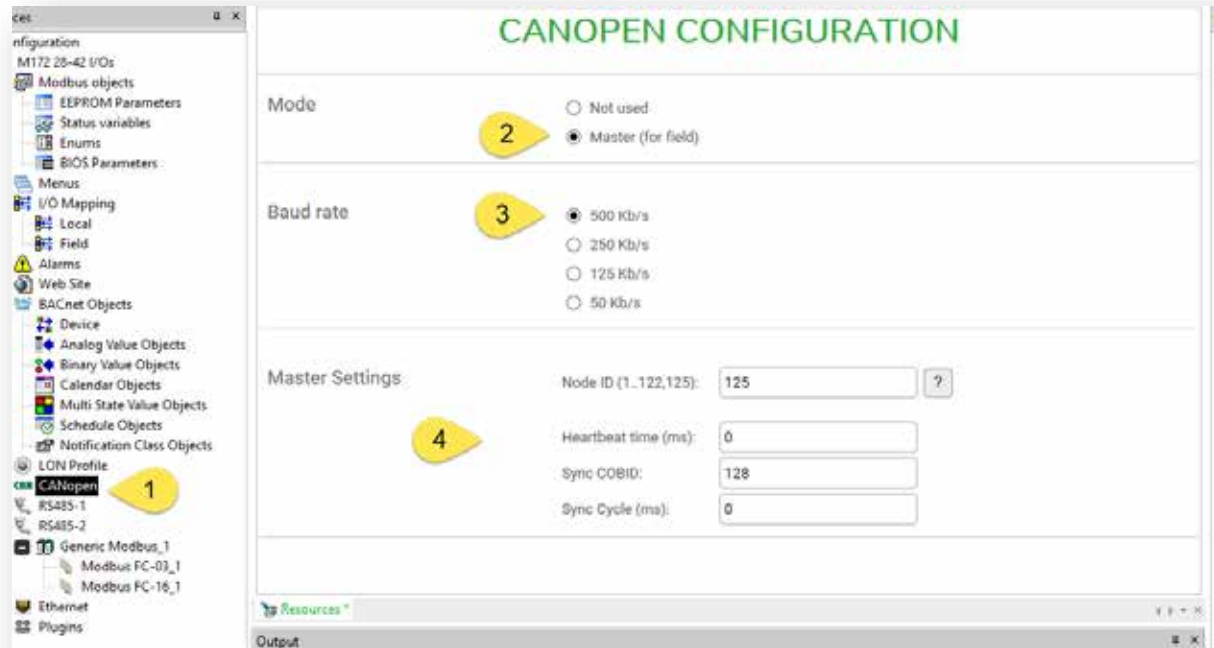 ces
nfiguration
M172 28-42 I/Os
Modbus objects
EEPROM Parameters
Status variables
Enums
BIOS Parameters
Menus
I/O Mapping
Local
Field
Alarms
Web Site
BACnet Objects
Device
Analog Value Objects
Binary Value Objects
Calendar Objects
Multi State Value Objects
Schedule Objects
Notification Class Objects
LON Profile
CANopen
1
RS485-1
RS485-2
Generic Modbus_1
Modbus FC-03_1
Modbus FC-16_1
Ethernet
Plugins
CANOPEN CONFIGURATION
Mode
Not used
2
Master (for field)
Baud rate
3
500 Kb/s
250 Kb/s
125 Kb/s
50 Kb/s
Master Settings
Node ID (1..122,125): 125 ?
4
Heartbeat time (ms): 0
Sync COBID: 128
Sync Cycle (ms): 0
Resources *
Output